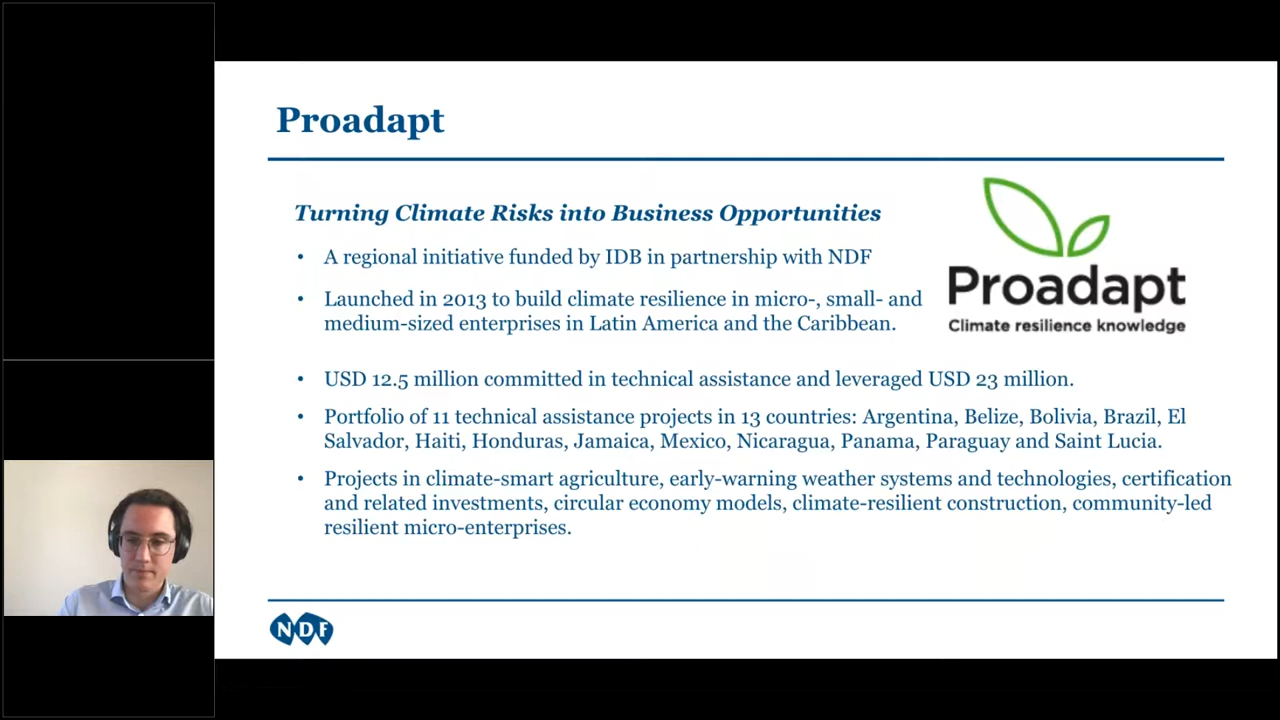 Proadapt
Turning Climate Risks into Business Opportunities
• A regional initiative funded by IDB in partnership with NDF
• Launched in 2013 to build climate resilience in micro-, small- and
medium-sized enterprises in Latin America and the Caribbean.
Proadapt
Climate resilience knowledge
• USD 12.5 million committed in technical assistance and leveraged USD 23 million.
• Portfolio of 11 technical assistance projects in 13 countries: Argentina, Belize, Bolivia, Brazil, El
Salvador, Haiti, Honduras, Jamaica, Mexico, Nicaragua, Panama, Paraguay and Saint Lucia.
• Projects in climate-smart agriculture, early-warning weather systems and technologies, certification
and related investments, circular economy models, climate-resilient construction, community-led
resilient micro-enterprises.
NDF